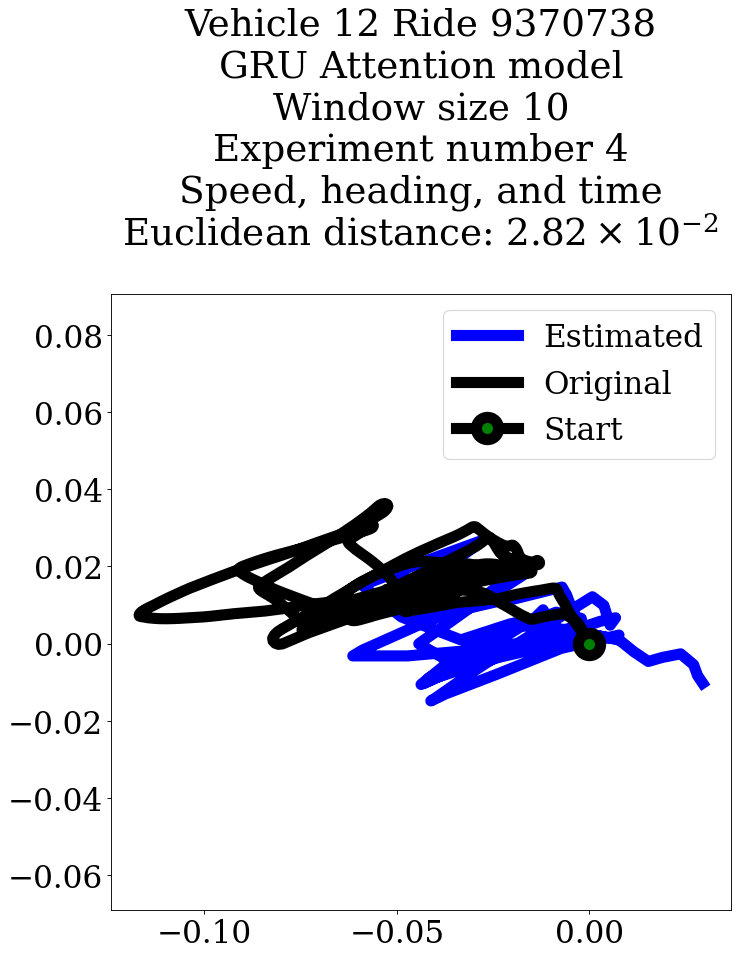 Vehicle 12 Ride 9370738
GRU Attention model
Window size 10
Experiment number 4
Speed, heading, and time
Euclidean distance: 2.82 × 10⁻²
Estimated
Original
Start
0.08
0.06
0.04
0.02
0.00
−0.02
−0.04
−0.06
−0.10
−0.05
0.00